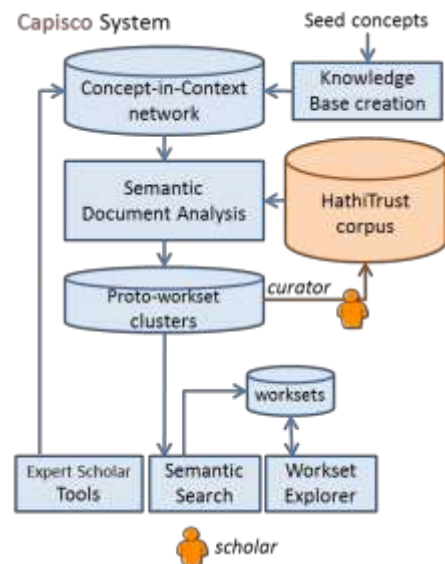 Capisco System
Seed concepts
Concept-in-Context
network
Knowledge
Base creation
Semantic
Document Analysis
HathiTrust
corpus
Proto-workset
clusters
curator
worksets
Expert Scholar
Tools
Semantic
Search
Workset
Explorer
scholar